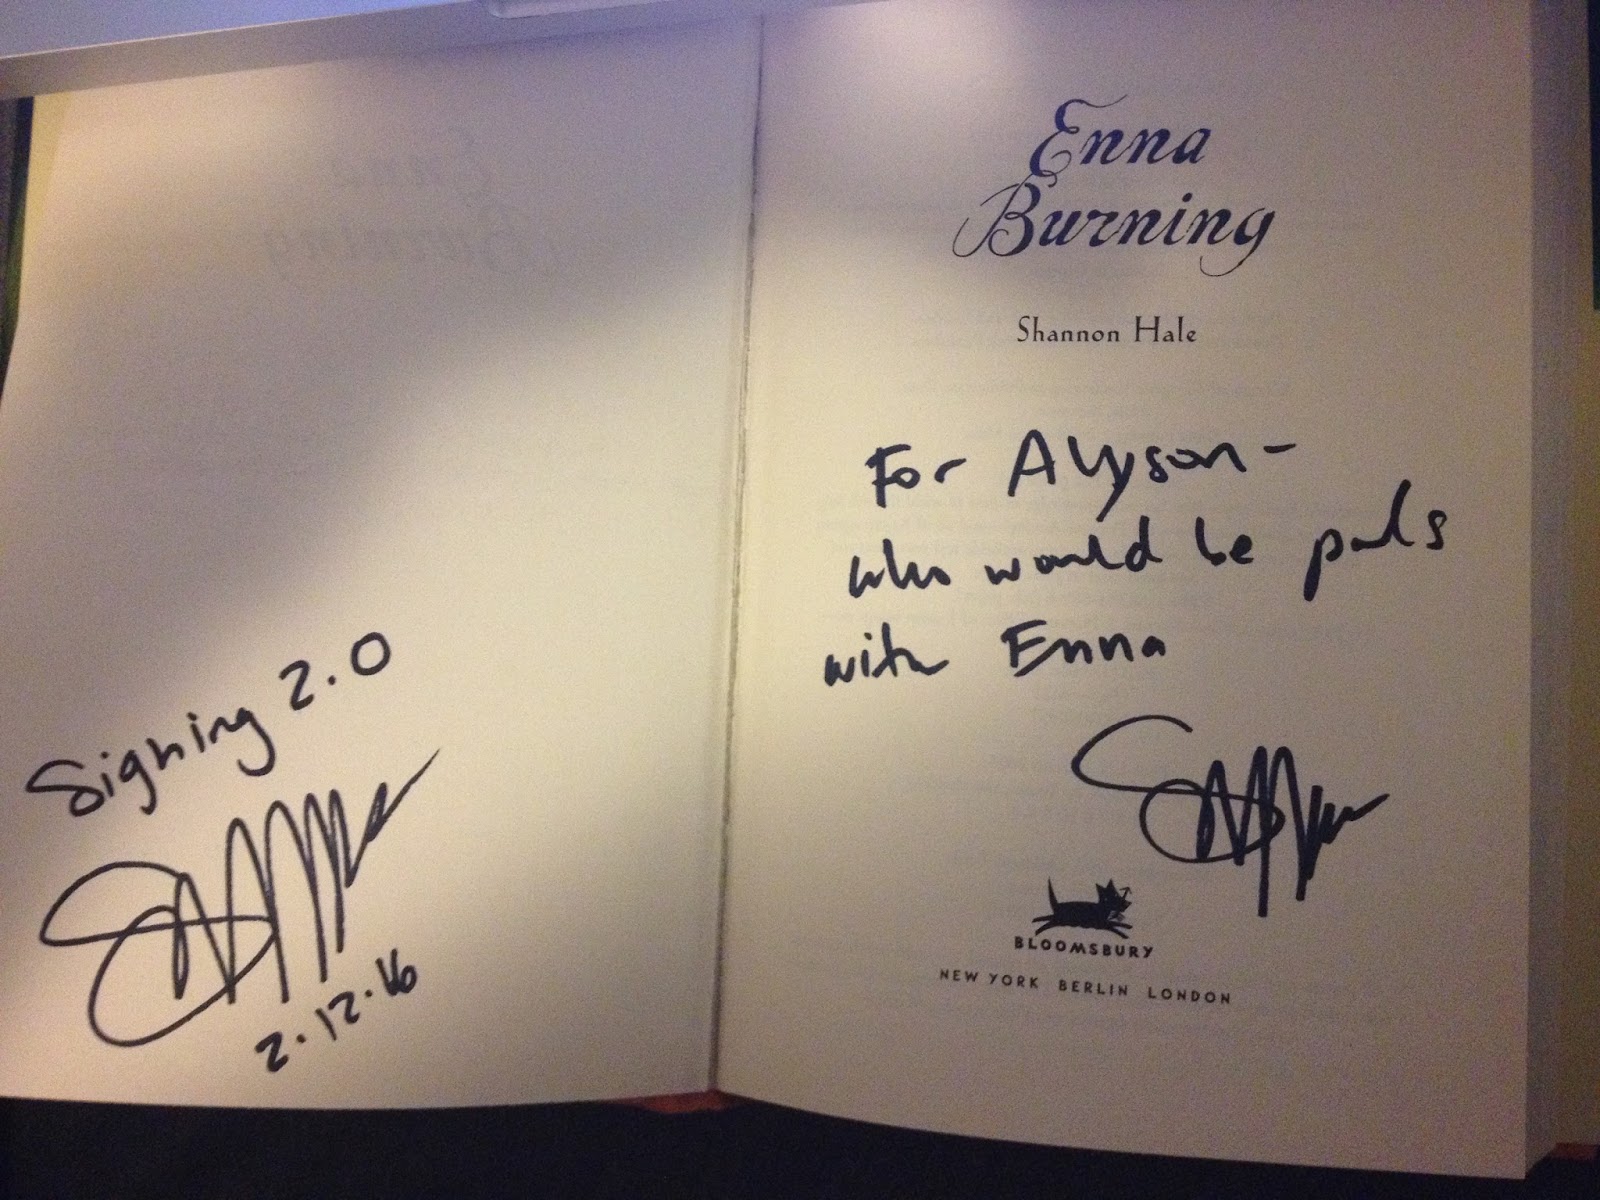 Signing 2.0
2.12.16
Enna
Burning
Shannon Hale
For Alyson-
who would be pals
with Enna
BLOOMSBURY
NEW YORK BERLIN LONDON